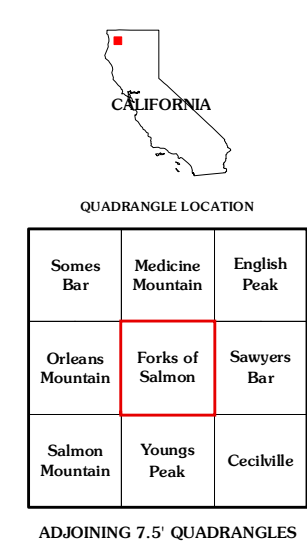 CALIFORNIA
QUADRANGLE LOCATION
Somes
Bar
Medicine
Mountain
English
Peak
Orleans
Mountain
Forks of
Salmon
Sawyers
Bar
Salmon
Mountain
Youngs
Peak
Cecilville
ADJOINING 7.5' QUADRANGLES